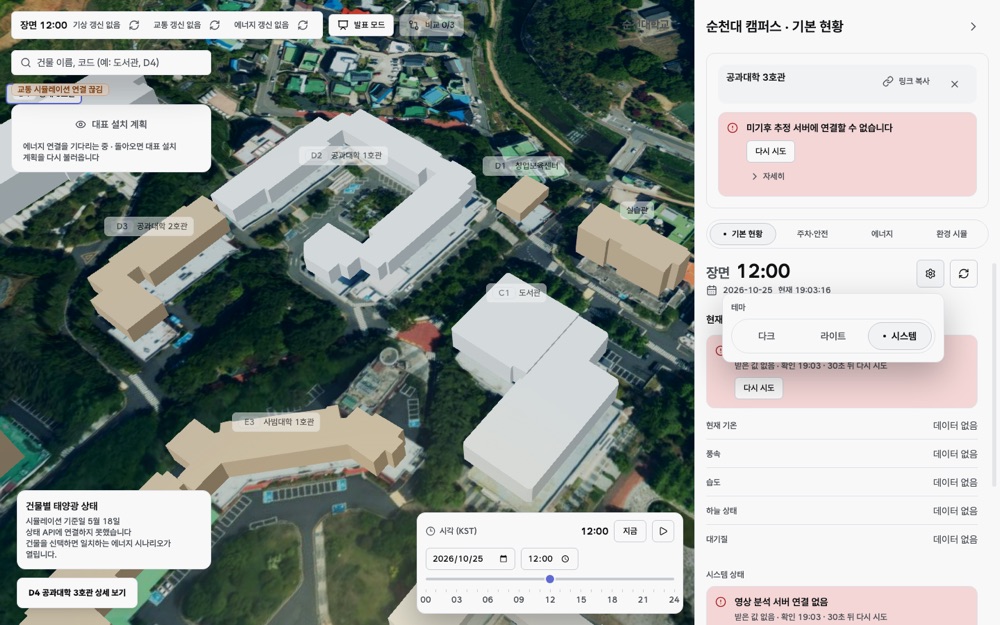 장면 12:00 기상 갱신 없음 교통 갱신 없음 에너지 갱신 없음 발표 모드 비교 0/3
순천대학교
건물 이름, 코드 (예: 도서관, D4)
교통 시뮬레이션 연결 끊김
대표 설치 계획
에너지 연결을 기다리는 중 · 돌아오면 대표 설치
계획을 다시 불러옵니다
D2 공과대학 1호관
D1 창업보육센터
실습관
D3 공과대학 2호관
C1 도서관
E3 사범대학 1호관
건물별 태양광 상태
시뮬레이션 기준일 5월 18일
상태 API에 연결하지 못했습니다
건물을 선택하면 일치하는 에너지 시나리오가
열립니다.
D4 공과대학 3호관 상세 보기
시각 (KST) 12:00 지금
2026/10/25 12:00
00 03 06 09 12 15 18 21 24
순천대 캠퍼스 · 기본 현황
공과대학 3호관 링크 복사
미기후 추정 서버에 연결할 수 없습니다
다시 시도
자세히
기본 현황 주차·안전 에너지 환경 시뮬
장면 12:00
2026-10-25 현재 19:03:16
테마
현재
다크 라이트 시스템
받은 값 없음 · 확인 19:03 · 30초 뒤 다시 시도
다시 시도
현재 기온 데이터 없음
풍속 데이터 없음
습도 데이터 없음
하늘 상태 데이터 없음
대기질 데이터 없음
시스템 상태
영상 분석 서버 연결 없음
받은 값 없음 · 확인 19:03 · 30초 뒤 다시 시도